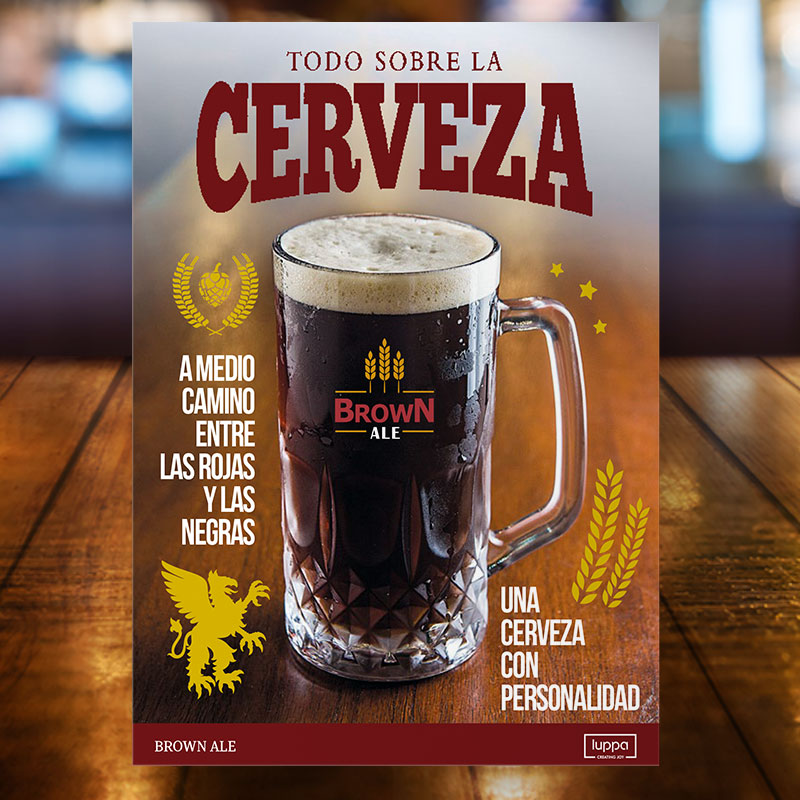 TODO SOBRE LA
CERVEZA
BROWN
ALE
A MEDIO
CAMINO
ENTRE
LAS ROJAS
Y LAS
NEGRAS
UNA
CERVEZA
CON
PERSONALIDAD
BROWN ALE
luppa
CREATING JOY